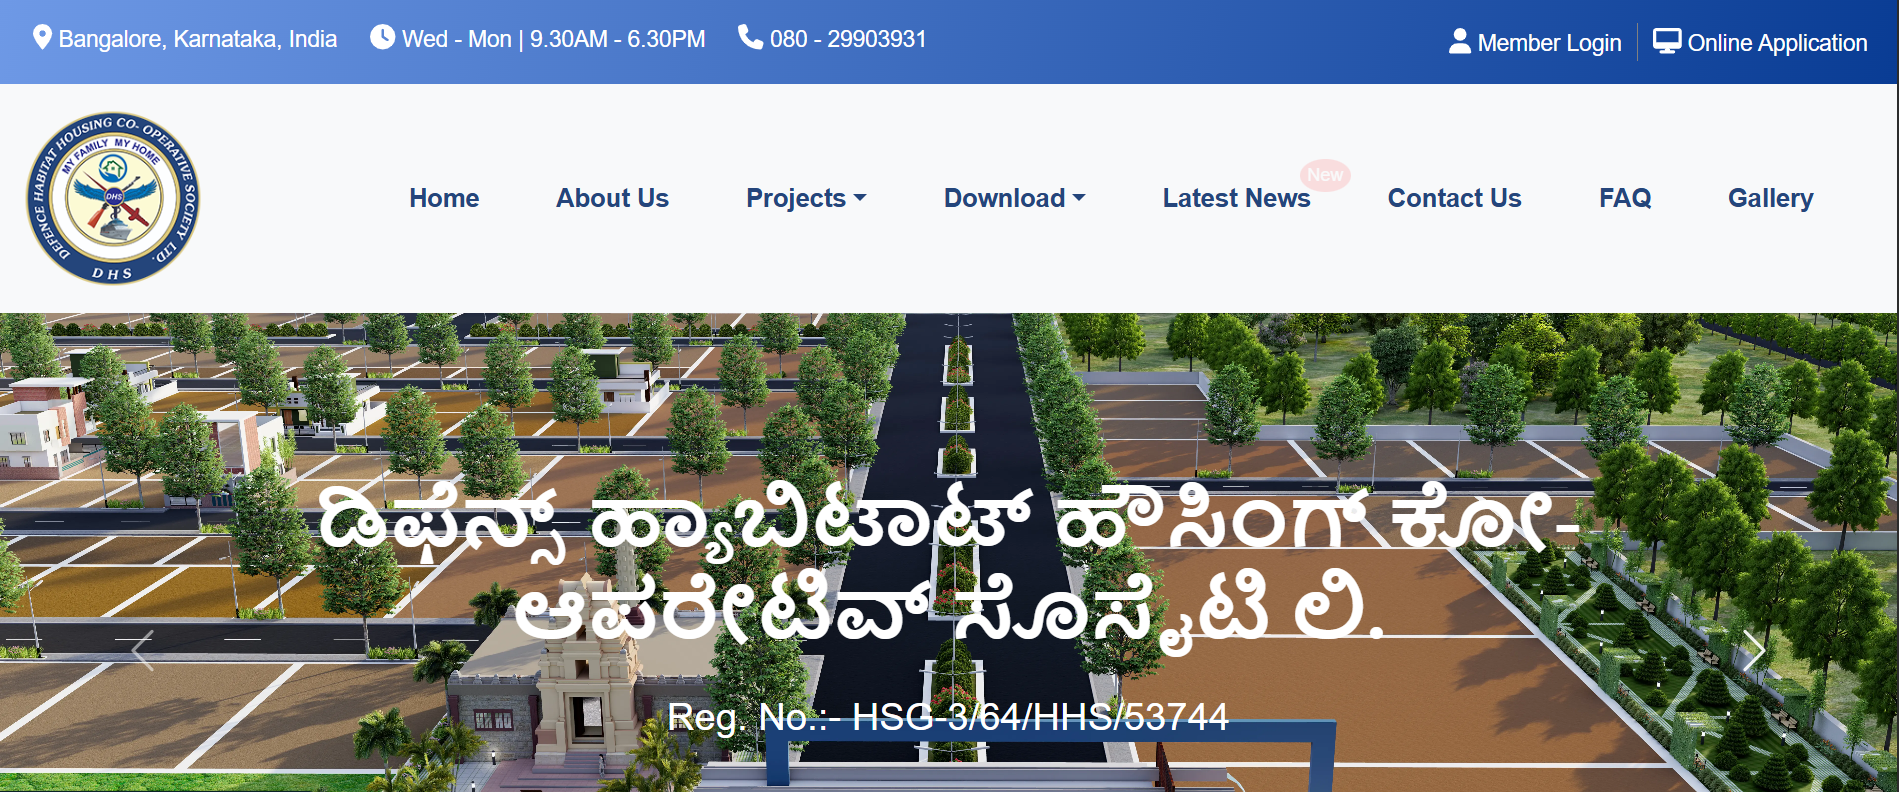 Bangalore, Karnataka, India Wed - Mon | 9.30AM - 6.30PM 080 - 29903931 Member Login Online Application
DEFENCE HABITAT HOUSING CO- OPERATIVE SOCIETY LTD.
MY FAMILY MY HOME
DHS
DHS
Home About Us Projects Download Latest News New Contact Us FAQ Gallery
ಡಿಫೆನ್ಸ್ ಹ್ಯಾಬಿಟಾಟ್ ಹೌಸಿಂಗ್ ಕೋ-
ಆಪರೇಟಿವ್ ಸೊಸೈಟಿ ಲಿ.
Reg. No.:- HSG-3/64/HHS/53744